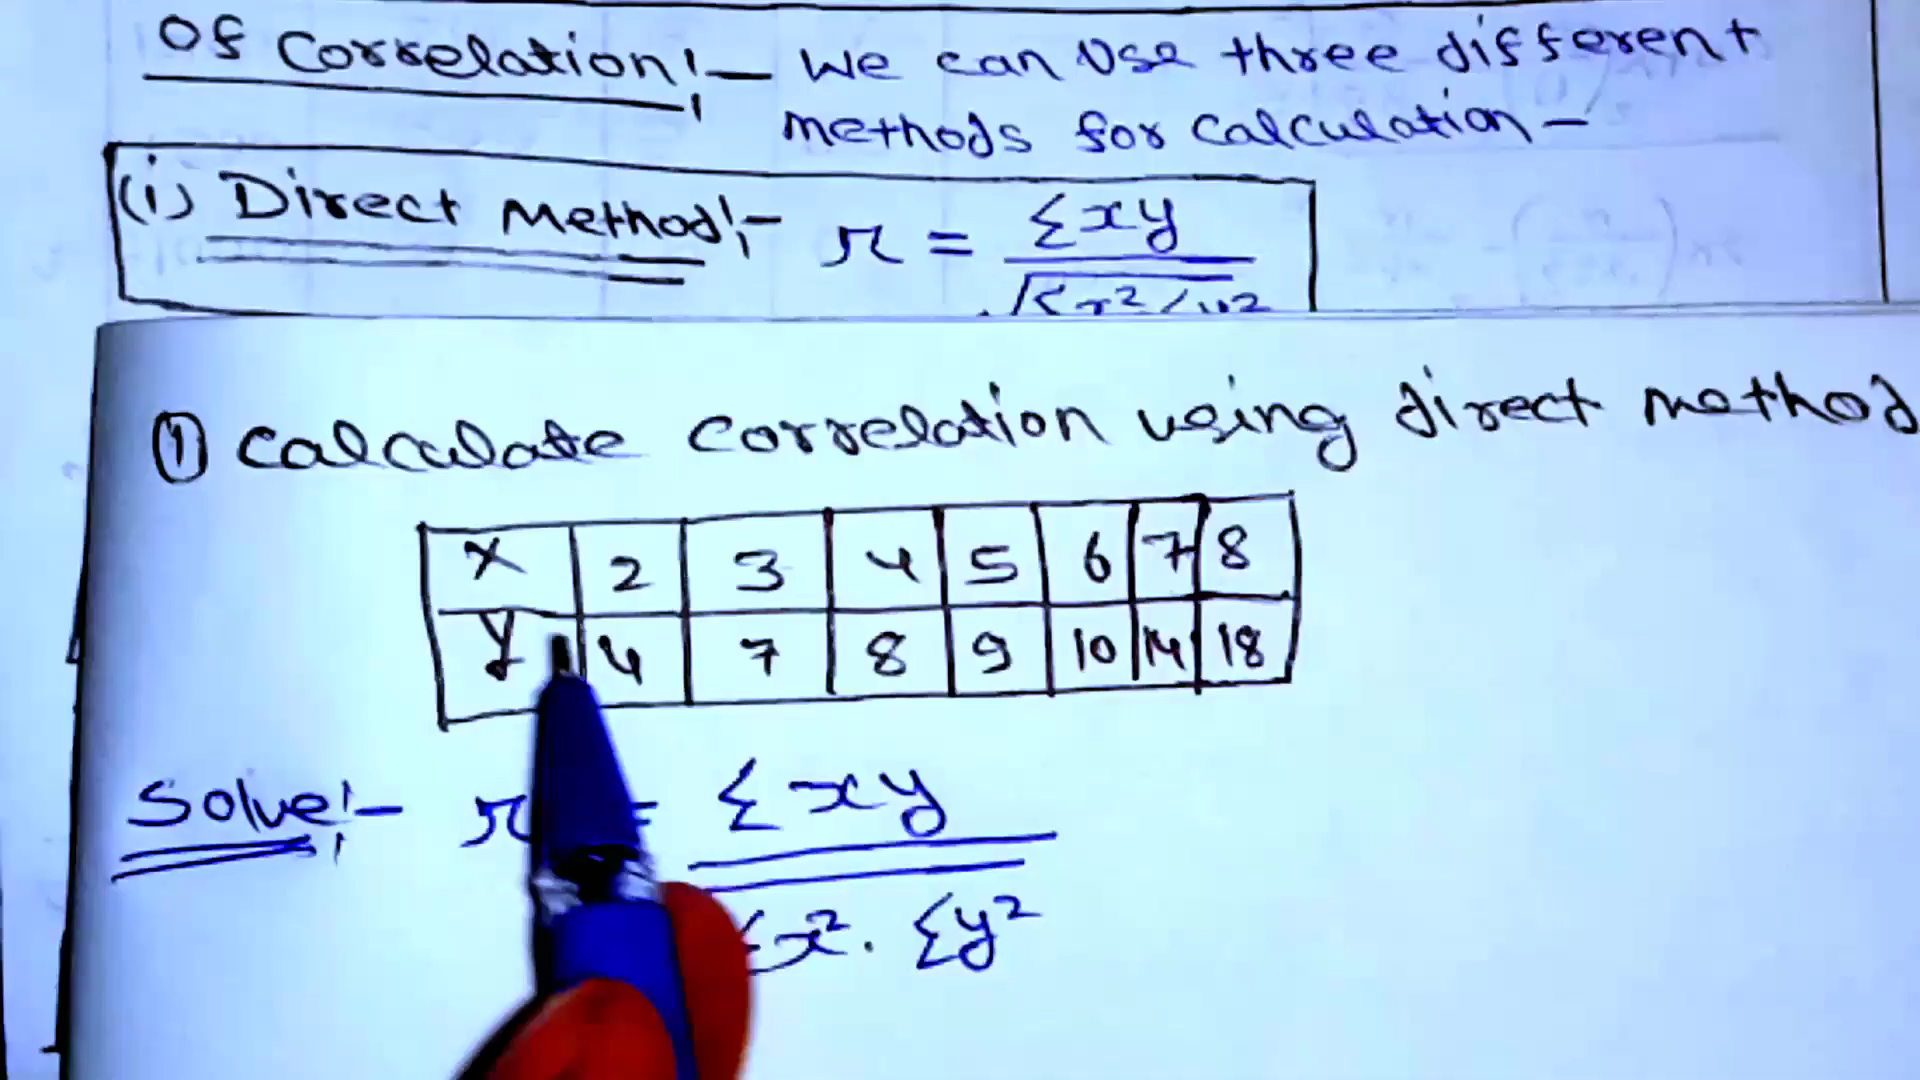 Of Correlation:- We can use three different
methods for calculation -
(i) Direct Method:- r = Σxy
√Σx²
① Calculate correlation using direct method
X 2 3 4 5 6 7 8
Y 4 7 8 9 10 14 18
Solve:- r = Σxy
Σx² . Σy²